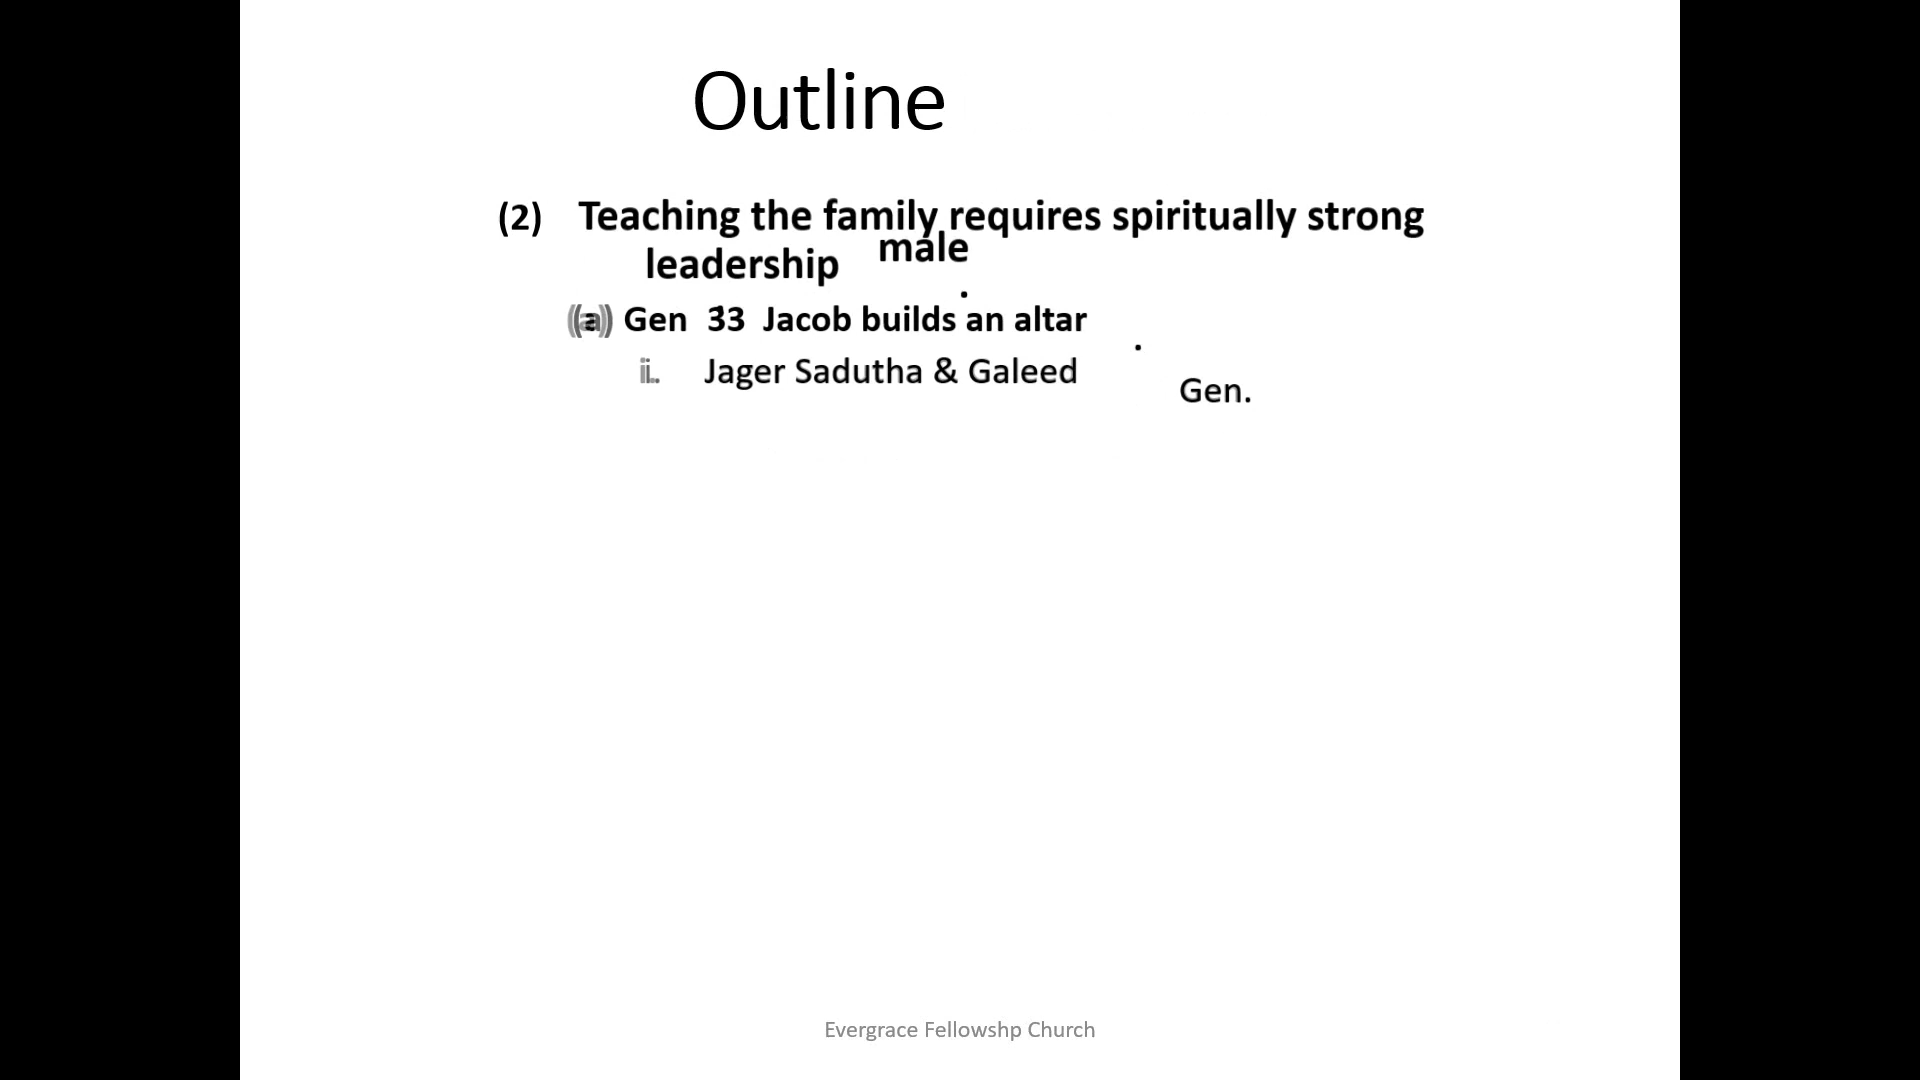 Outline
(2) Teaching the family requires spiritually strong
male
leadership
.
(a) Gen 33 Jacob builds an altar
.
i. Jager Sadutha & Galeed
Gen.
Evergrace Fellowshp Church